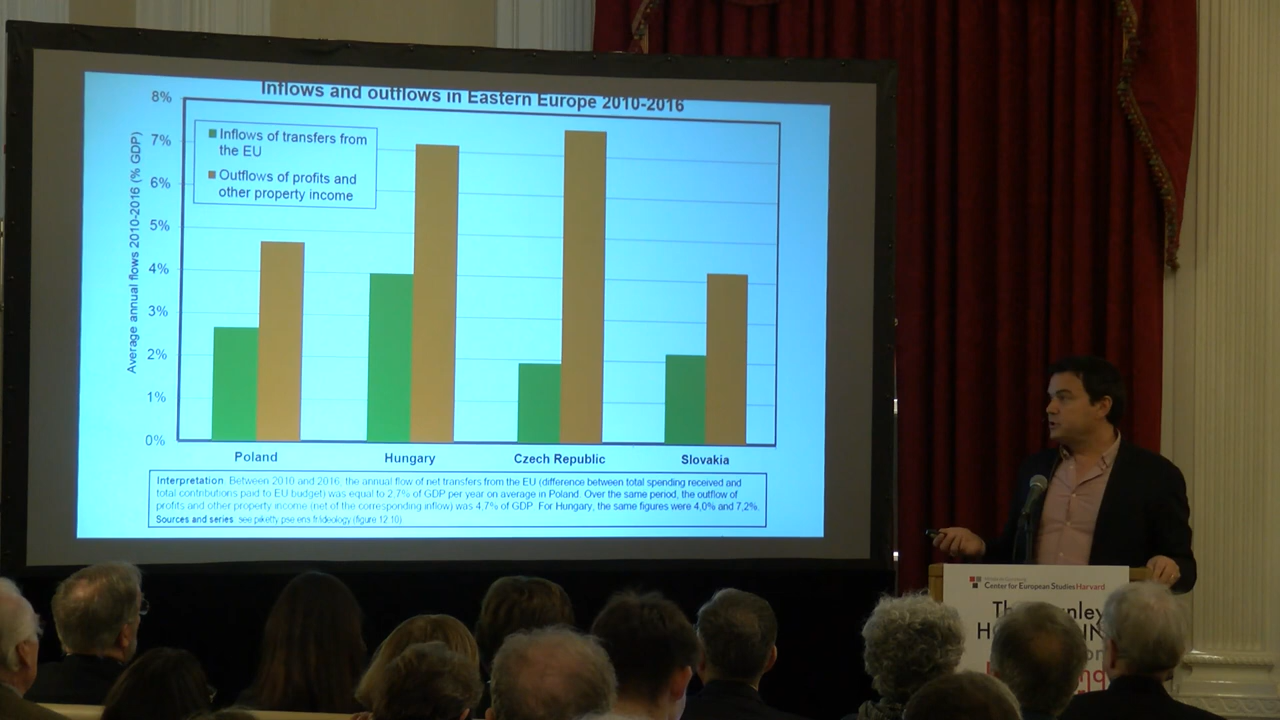 Inflows and outflows in Eastern Europe 2010-2016
8%
7%
6%
5%
4%
3%
2%
1%
0%
Average annual flows 2010-2016 (% GDP)
Inflows of transfers from
the EU
Outflows of profits and
other property income
Poland
Hungary
Czech Republic
Slovakia
Interpretation. Between 2010 and 2016, the annual flow of net transfers from the EU (difference between total spending received and
total contributions paid to EU budget) was equal to 2,7% of GDP per year on average in Poland. Over the same period, the outflow of
profits and other property income (net of the corresponding inflow) was 4,7% of GDP. For Hungary, the same figures were 4,0% and 7,2%.
Sources and series: see piketty.pse.ens.fr/ideology (figure 12.10)
Center for European Studies Harvard